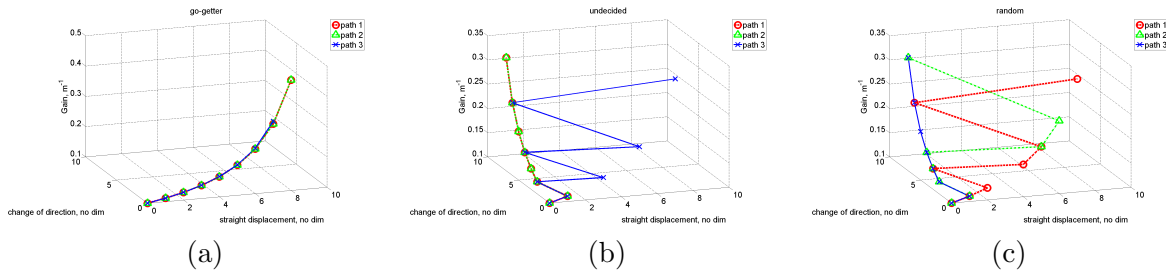 go-getter
path 1
path 2
path 3
Gain, m⁻¹
0.5
0.4
0.3
0.2
0.1
10
5
0
0
2
4
6
8
10
change of direction, no dim
straight displacement, no dim
(a)
undecided
path 1
path 2
path 3
Gain, m⁻¹
0.35
0.3
0.25
0.2
0.15
0.1
10
5
0
0
2
4
6
8
10
change of direction, no dim
straight displacement, no dim
(b)
random
path 1
path 2
path 3
Gain, m⁻¹
0.35
0.3
0.25
0.2
0.15
0.1
10
5
0
0
2
4
6
8
10
change of direction, no dim
straight displacement, no dim
(c)